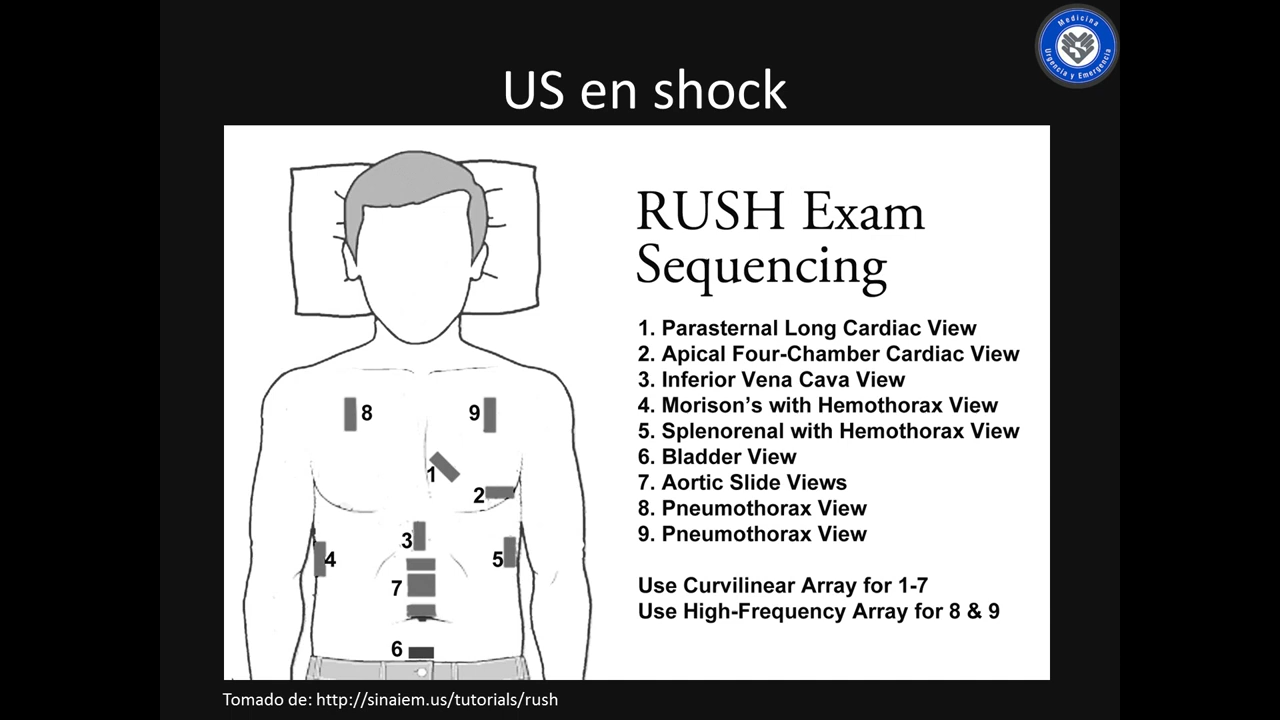 Medicina
Urgencia y Emergencia
US en shock
RUSH Exam
Sequencing
1. Parasternal Long Cardiac View
2. Apical Four-Chamber Cardiac View
3. Inferior Vena Cava View
4. Morison's with Hemothorax View
5. Splenorenal with Hemothorax View
6. Bladder View
7. Aortic Slide Views
8. Pneumothorax View
9. Pneumothorax View
Use Curvilinear Array for 1-7
Use High-Frequency Array for 8 & 9
8
9
1
2
3
4
5
7
6
Tomado de: http://sinaiem.us/tutorials/rush